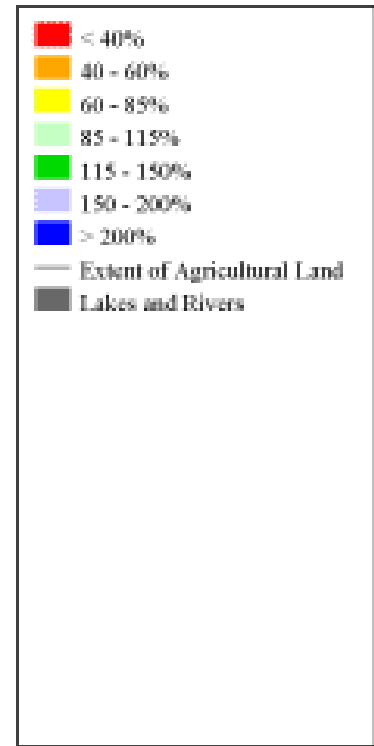 < 40%
40 - 60%
60 - 85%
85 - 115%
115 - 150%
150 - 200%
> 200%
Extent of Agricultural Land
Lakes and Rivers